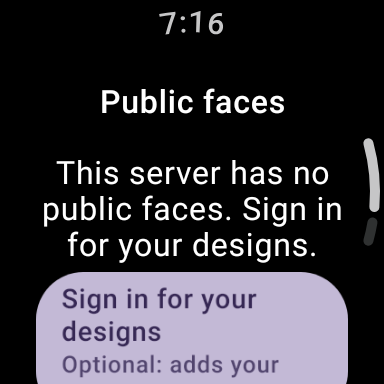 7:16
Public faces
This server has no
public faces. Sign in
for your designs.
Sign in for your
designs
Optional: adds your